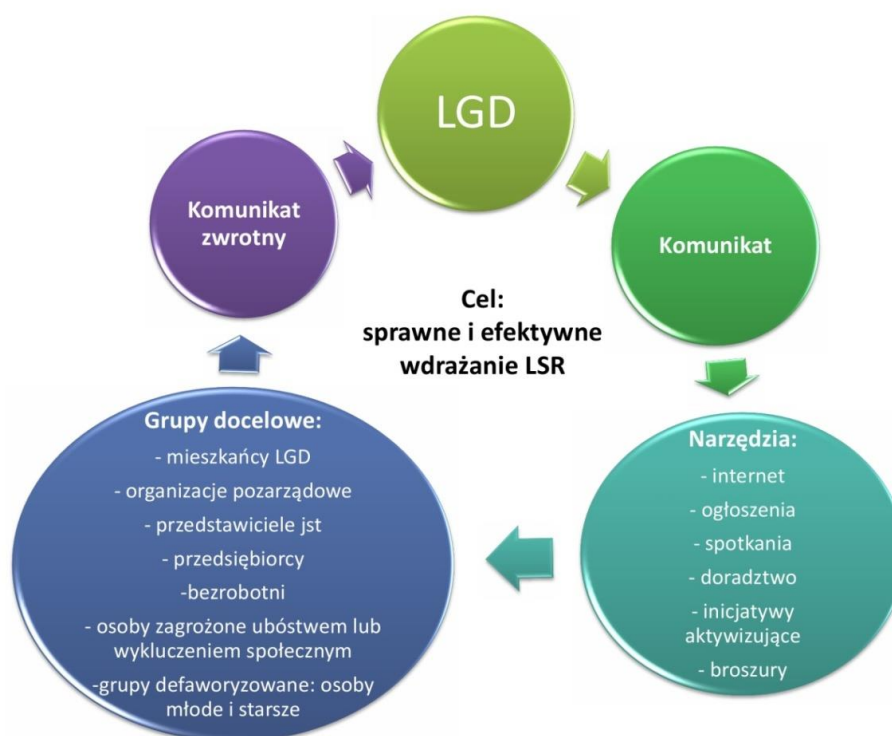 LGD
Komunikat
zwrotny
Komunikat
Cel:
sprawne i efektywne
wdrażanie LSR
Grupy docelowe:
- mieszkańcy LGD
- organizacje pozarządowe
- przedstawiciele jst
- przedsiębiorcy
-bezrobotni
- osoby zagrożone ubóstwem lub
wykluczeniem społecznym
-grupy defaworyzowane: osoby
młode i starsze
Narzędzia:
- internet
- ogłoszenia
- spotkania
- doradztwo
- inicjatywy
aktywizujące
- broszury